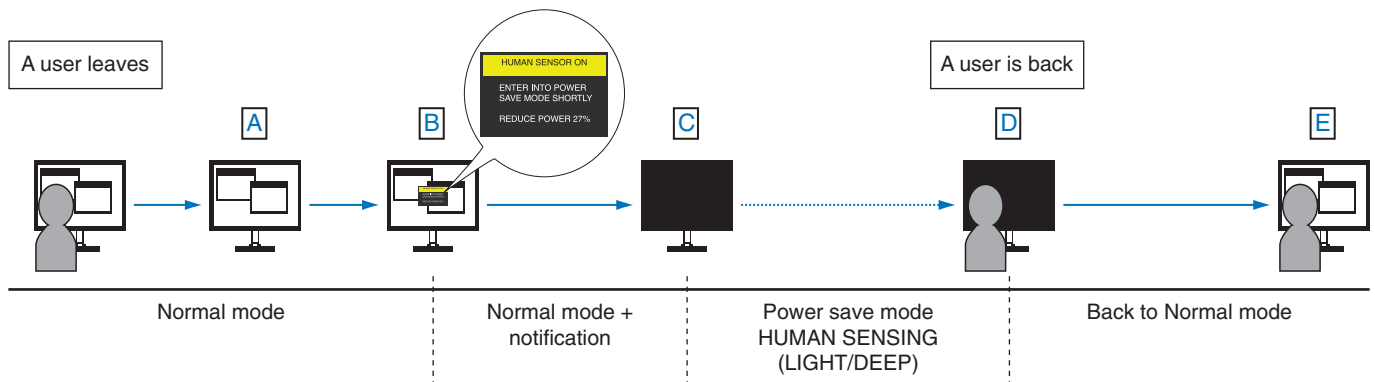 A user leaves
HUMAN SENSOR ON
ENTER INTO POWER
SAVE MODE SHORTLY
REDUCE POWER 27%
A user is back
A
B
C
D
E
Normal mode
Normal mode +
notification
Power save mode
HUMAN SENSING
(LIGHT/DEEP)
Back to Normal mode